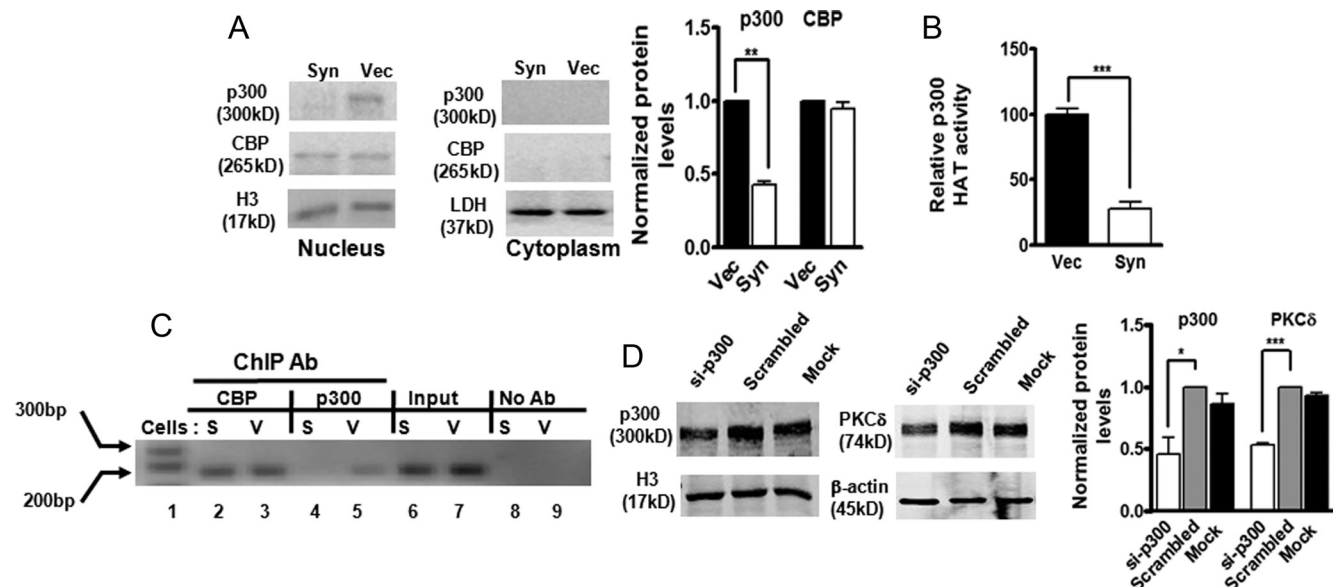 A
Syn Vec
p300
(300kD)
CBP
(265kD)
H3
(17kD)
Nucleus
Syn Vec
p300
(300kD)
CBP
(265kD)
LDH
(37kD)
Cytoplasm
Normalized protein
levels
p300 CBP
**
1.5
1.0
0.5
0.0
Vec Syn Vec Syn
B
Relative p300
HAT activity
***
150
100
50
0
Vec Syn
C
ChIP Ab
CBP p300 Input No Ab
Cells : S V S V S V S V
300bp
200bp
1 2 3 4 5 6 7 8 9
D
si-p300 Scrambled Mock
p300
(300kD)
H3
(17kD)
si-p300 Scrambled Mock
PKCδ
(74kD)
β-actin
(45kD)
Normalized protein
levels
p300 PKCδ
* ***
1.5
1.0
0.5
0.0
si-p300 Scrambled Mock si-p300 Scrambled Mock